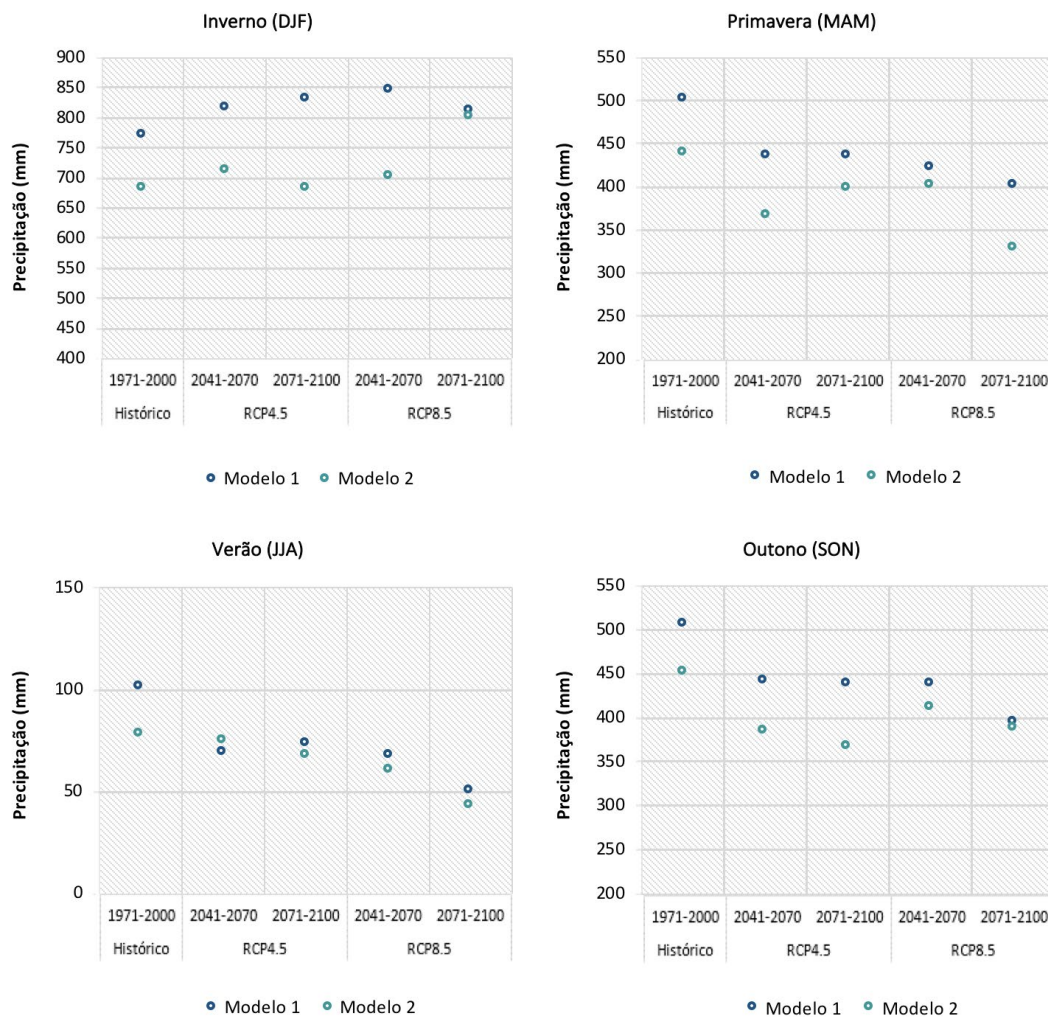 Inverno (DJF)
Precipitação (mm)
900
850
800
750
700
650
600
550
500
450
400
1971-2000 2041-2070 2071-2100 2041-2070 2071-2100
Histórico RCP4.5 RCP8.5
Modelo 1 Modelo 2
Primavera (MAM)
Precipitação (mm)
550
500
450
400
350
300
250
200
1971-2000 2041-2070 2071-2100 2041-2070 2071-2100
Histórico RCP4.5 RCP8.5
Modelo 1 Modelo 2
Verão (JJA)
Precipitação (mm)
150
100
50
0
1971-2000 2041-2070 2071-2100 2041-2070 2071-2100
Histórico RCP4.5 RCP8.5
Modelo 1 Modelo 2
Outono (SON)
Precipitação (mm)
550
500
450
400
350
300
250
200
1971-2000 2041-2070 2071-2100 2041-2070 2071-2100
Histórico RCP4.5 RCP8.5
Modelo 1 Modelo 2